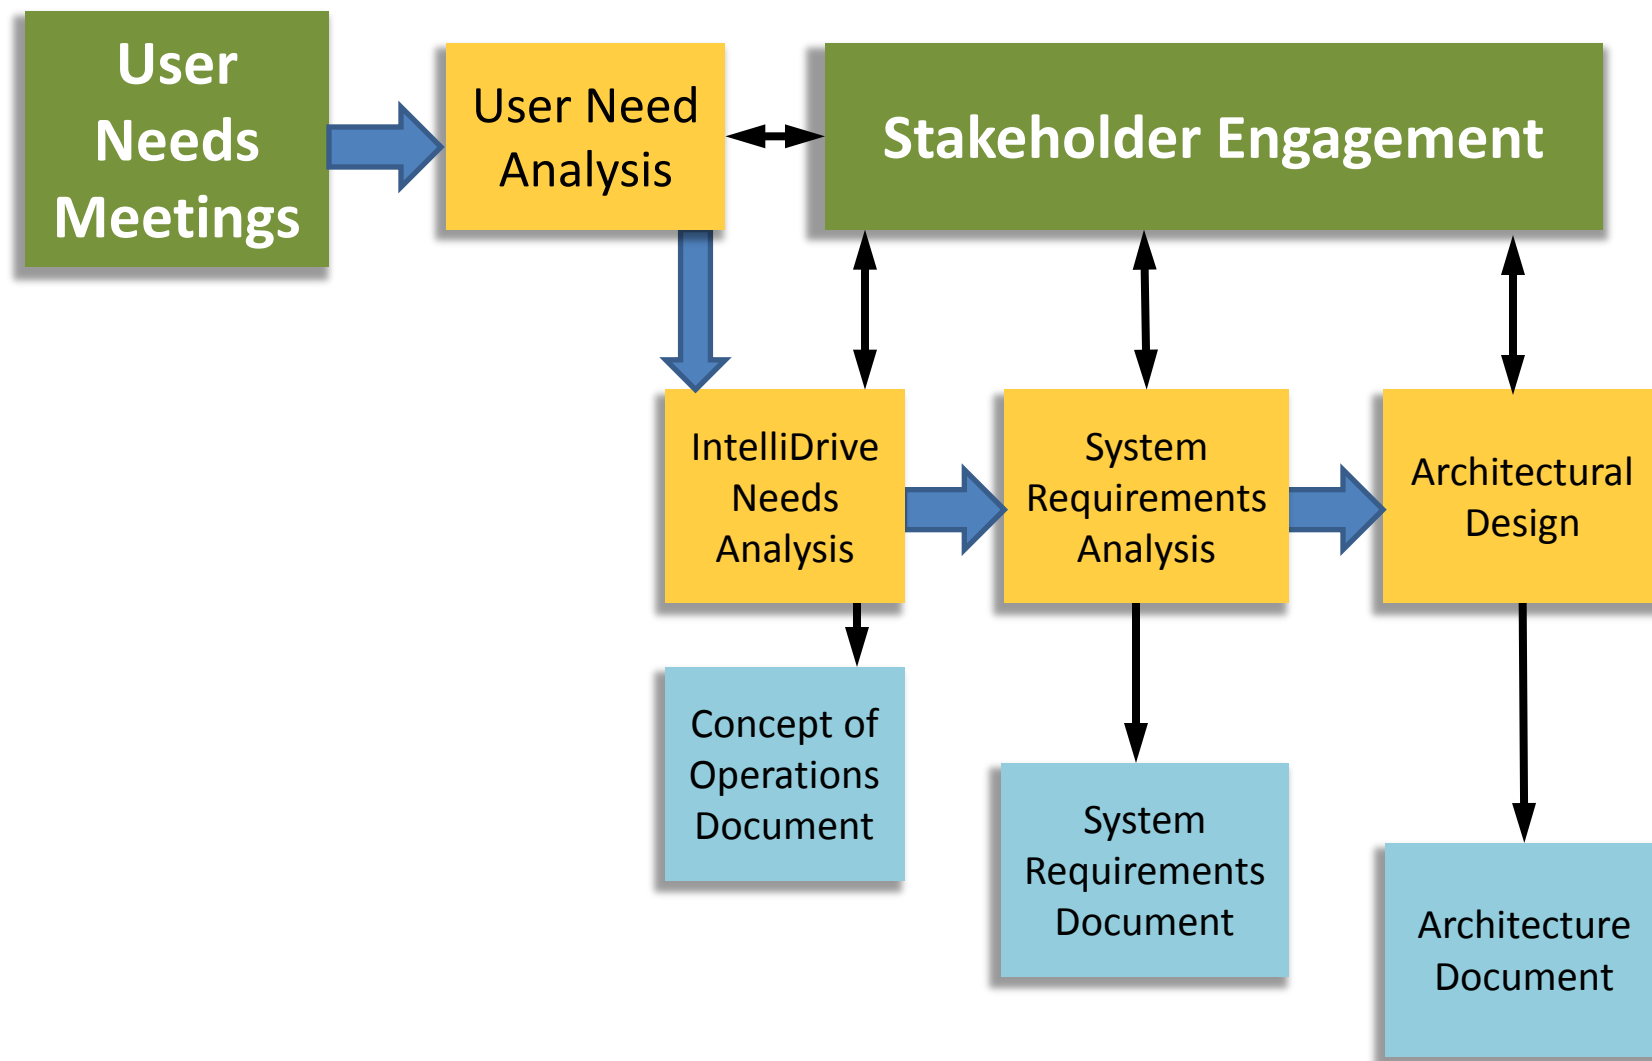 User
Needs
Meetings
User Need
Analysis
Stakeholder Engagement
IntelliDrive
Needs
Analysis
System
Requirements
Analysis
Architectural
Design
Concept of
Operations
Document
System
Requirements
Document
Architecture
Document